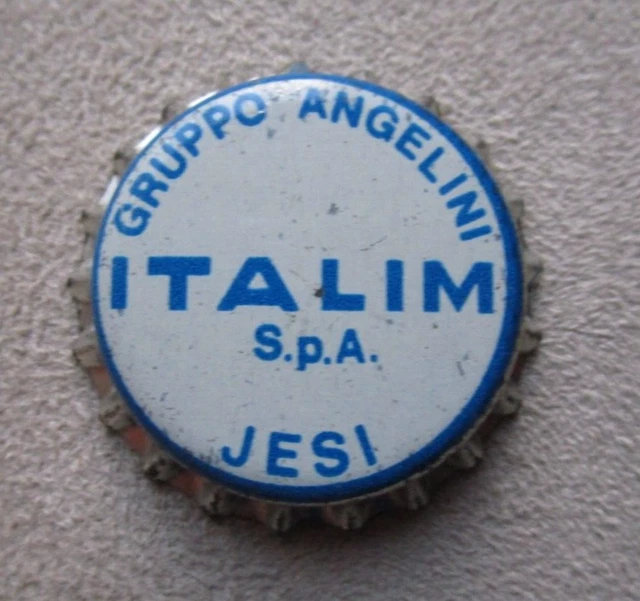 GRUPPO ANGELINI
ITALIM
S.p.A.
JESI